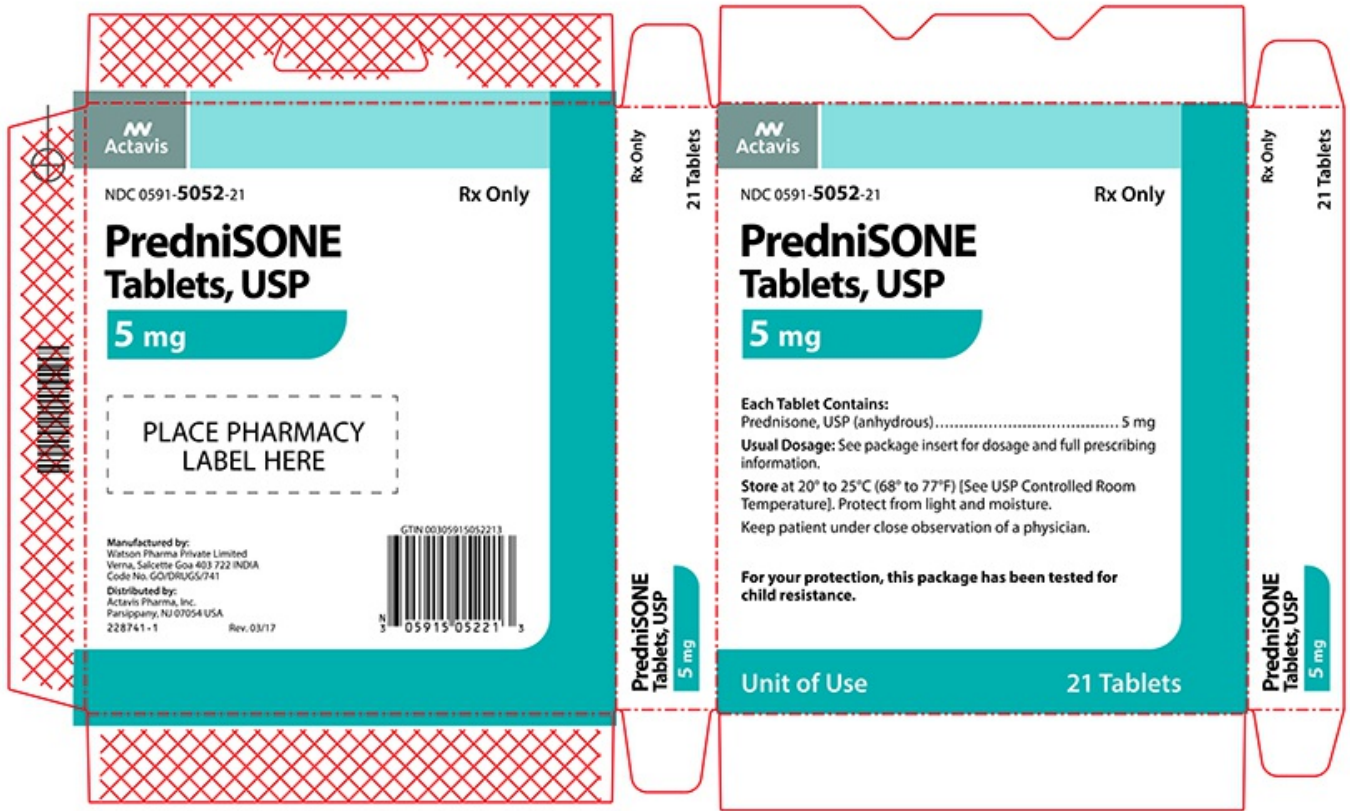 Actavis
NDC 0591-5052-21 Rx Only
PredniSONE
Tablets, USP
5 mg
PLACE PHARMACY
LABEL HERE
Manufactured by:
Watson Pharma Private Limited
Verna, Salcette Goa 403 722 INDIA
Code No. GO/DRUGS/741
Distributed by:
Actavis Pharma, Inc.
Parsippany, NJ 07054 USA
228741-1 Rev. 03/17
GTIN 00305915052213
N
3 05915 05221 3
Rx Only
21 Tablets
PredniSONE
Tablets, USP
5 mg
Actavis
NDC 0591-5052-21 Rx Only
PredniSONE
Tablets, USP
5 mg
Each Tablet Contains:
Prednisone, USP (anhydrous)..................................... 5 mg
Usual Dosage: See package insert for dosage and full prescribing
information.
Store at 20° to 25°C (68° to 77°F) [See USP Controlled Room
Temperature]. Protect from light and moisture.
Keep patient under close observation of a physician.
For your protection, this package has been tested for
child resistance.
Unit of Use 21 Tablets
Rx Only
21 Tablets
PredniSONE
Tablets, USP
5 mg